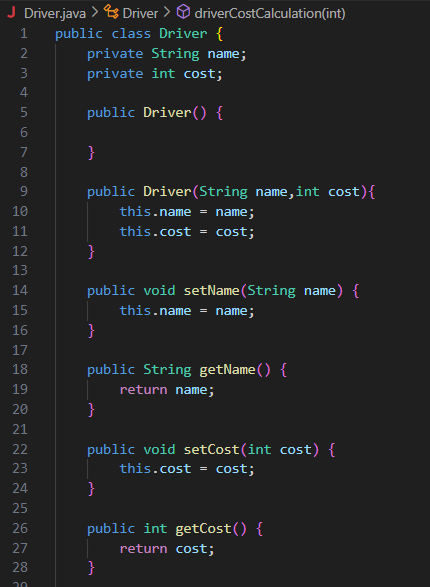 J Driver.java > Driver > driverCostCalculation(int)
1 public class Driver {
2     private String name;
3     private int cost;
4
5     public Driver() {
6
7     }
8
9     public Driver(String name,int cost){
10         this.name = name;
11         this.cost = cost;
12     }
13
14     public void setName(String name) {
15         this.name = name;
16     }
17
18     public String getName() {
19         return name;
20     }
21
22     public void setCost(int cost) {
23         this.cost = cost;
24     }
25
26     public int getCost() {
27         return cost;
28     }